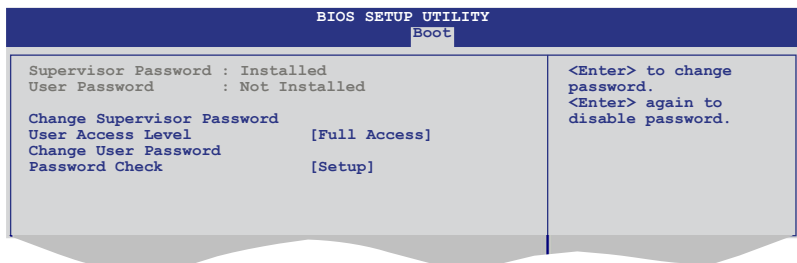 BIOS SETUP UTILITY
Boot
Supervisor Password : Installed
User Password : Not Installed
Change Supervisor Password
User Access Level [Full Access]
Change User Password
Password Check [Setup]
<Enter> to change
password.
<Enter> again to
disable password.